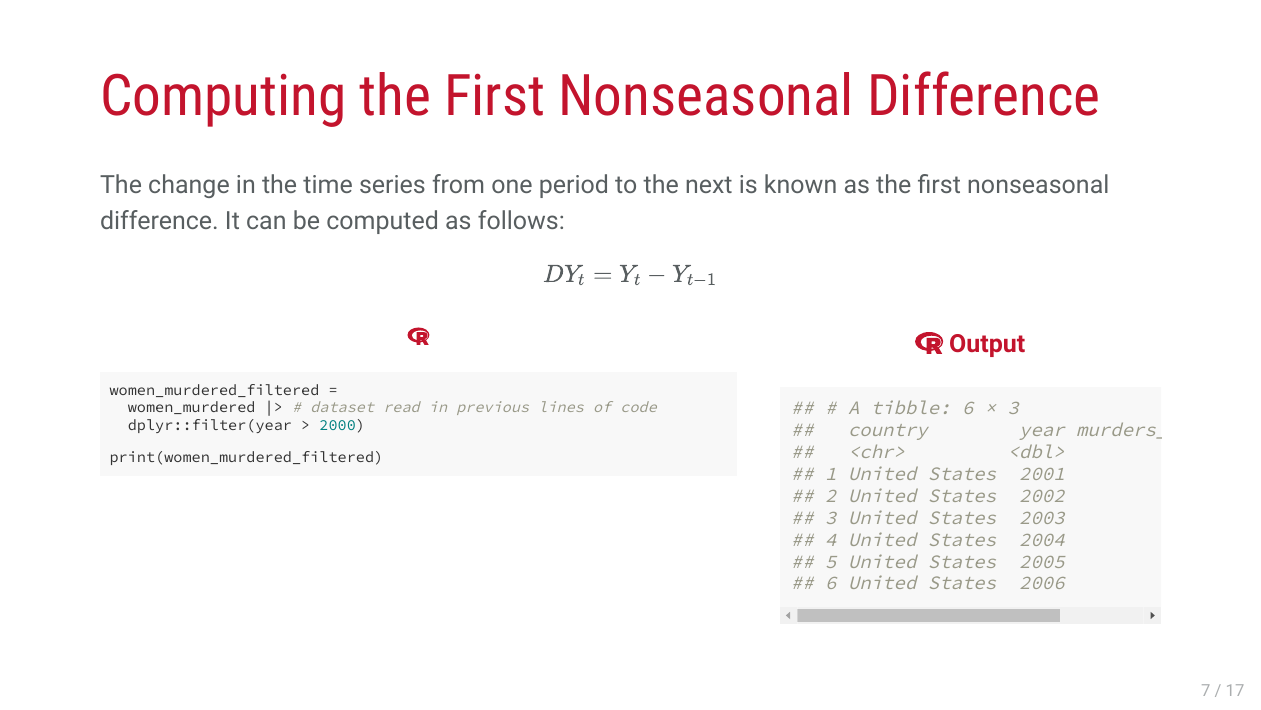 Computing the First Nonseasonal Difference
The change in the time series from one period to the next is known as the first nonseasonal
difference. It can be computed as follows:
DYₜ = Yₜ − Yₜ₋₁
R
women_murdered_filtered =
  women_murdered |> # dataset read in previous lines of code
  dplyr::filter(year > 2000)
print(women_murdered_filtered)
R Output
## # A tibble: 6 × 3
##   country        year murders_
##   <chr>         <dbl>
## 1 United States  2001
## 2 United States  2002
## 3 United States  2003
## 4 United States  2004
## 5 United States  2005
## 6 United States  2006
7 / 17